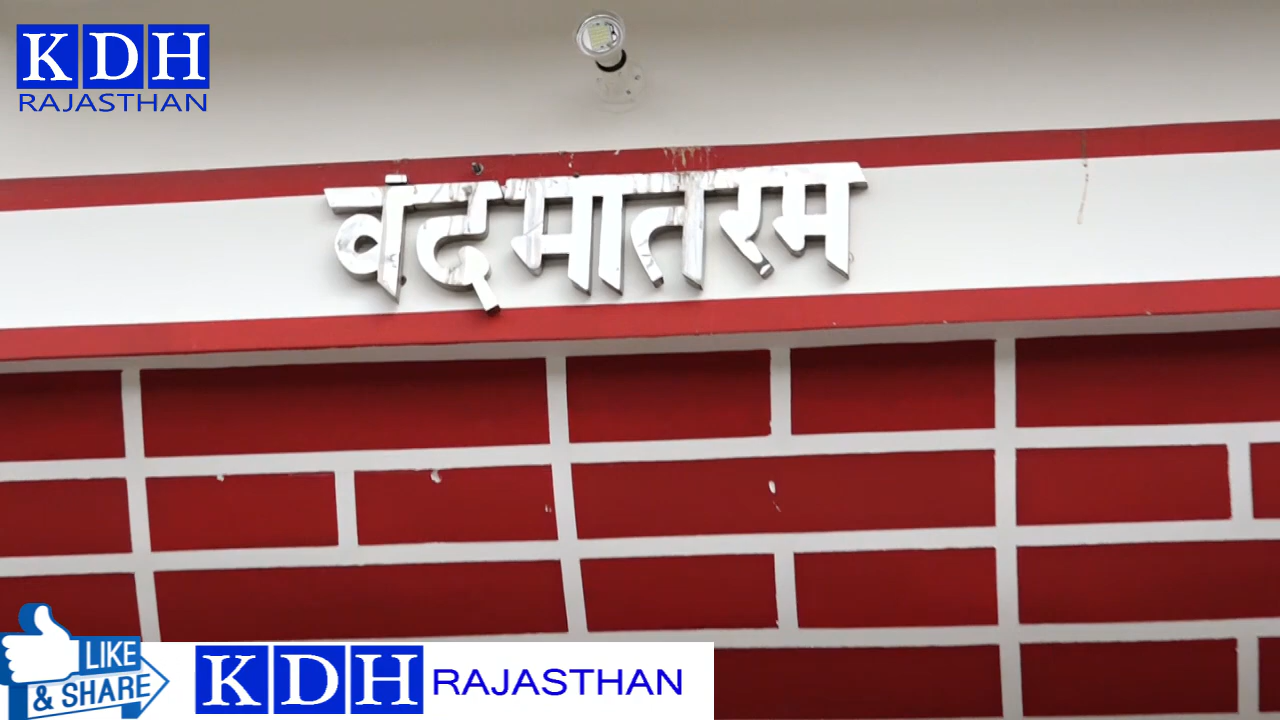 KDH
RAJASTHAN
वंद मातरम
LIKE
& SHARE
KDH RAJASTHAN